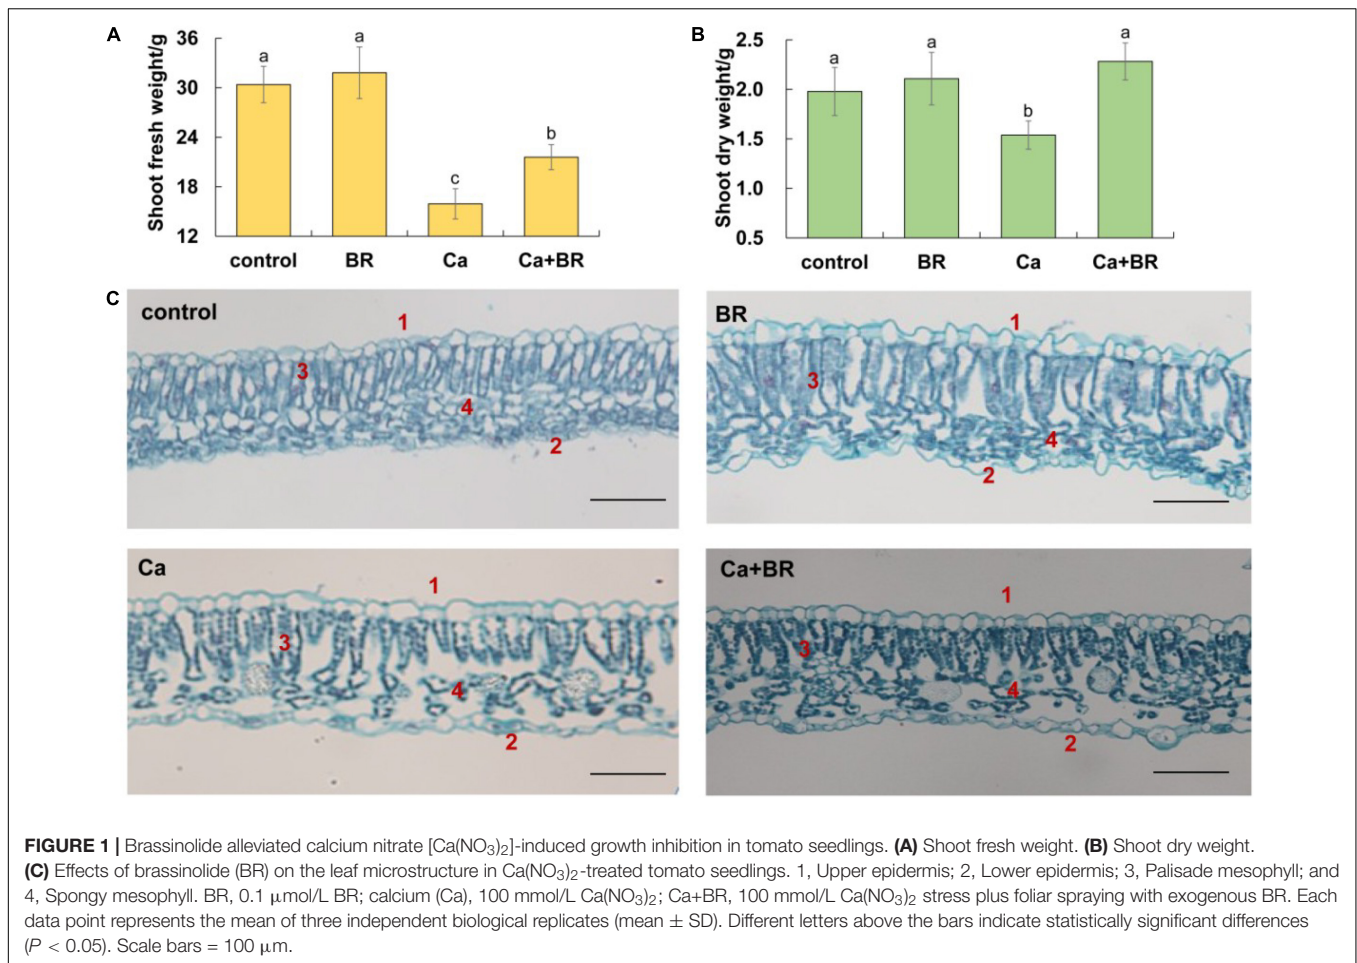 A
Shoot fresh weight/g
36
30
24
18
12
a
a
c
b
control BR Ca Ca+BR
B
Shoot dry weight/g
2.5
2.0
1.5
1.0
0.5
a
a
b
a
control BR Ca Ca+BR
C
control
1
3
4
2
BR
1
3
4
2
Ca
1
3
4
2
Ca+BR
1
3
4
2
FIGURE 1 | Brassinolide alleviated calcium nitrate [Ca(NO3)2]-induced growth inhibition in tomato seedlings. (A) Shoot fresh weight. (B) Shoot dry weight.
(C) Effects of brassinolide (BR) on the leaf microstructure in Ca(NO3)2-treated tomato seedlings. 1, Upper epidermis; 2, Lower epidermis; 3, Palisade mesophyll; and
4, Spongy mesophyll. BR, 0.1 μmol/L BR; calcium (Ca), 100 mmol/L Ca(NO3)2; Ca+BR, 100 mmol/L Ca(NO3)2 stress plus foliar spraying with exogenous BR. Each
data point represents the mean of three independent biological replicates (mean ± SD). Different letters above the bars indicate statistically significant differences
(P < 0.05). Scale bars = 100 μm.